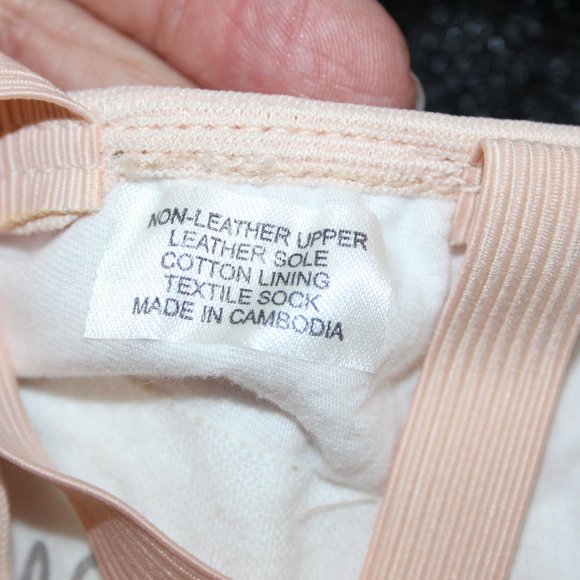 NON-LEATHER UPPER
LEATHER SOLE
COTTON LINING
TEXTILE SOCK
MADE IN CAMBODIA